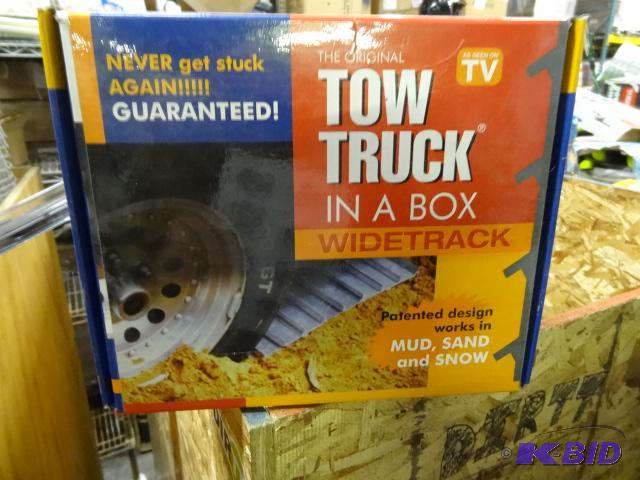 NEVER get stuck
AGAIN!!!!!
GUARANTEED!
THE ORIGINAL
TOW
TRUCK®
IN A BOX
WIDETRACK
AS SEEN ON
TV
Patented design
works in
MUD, SAND
and SNOW
GT
© K-BID